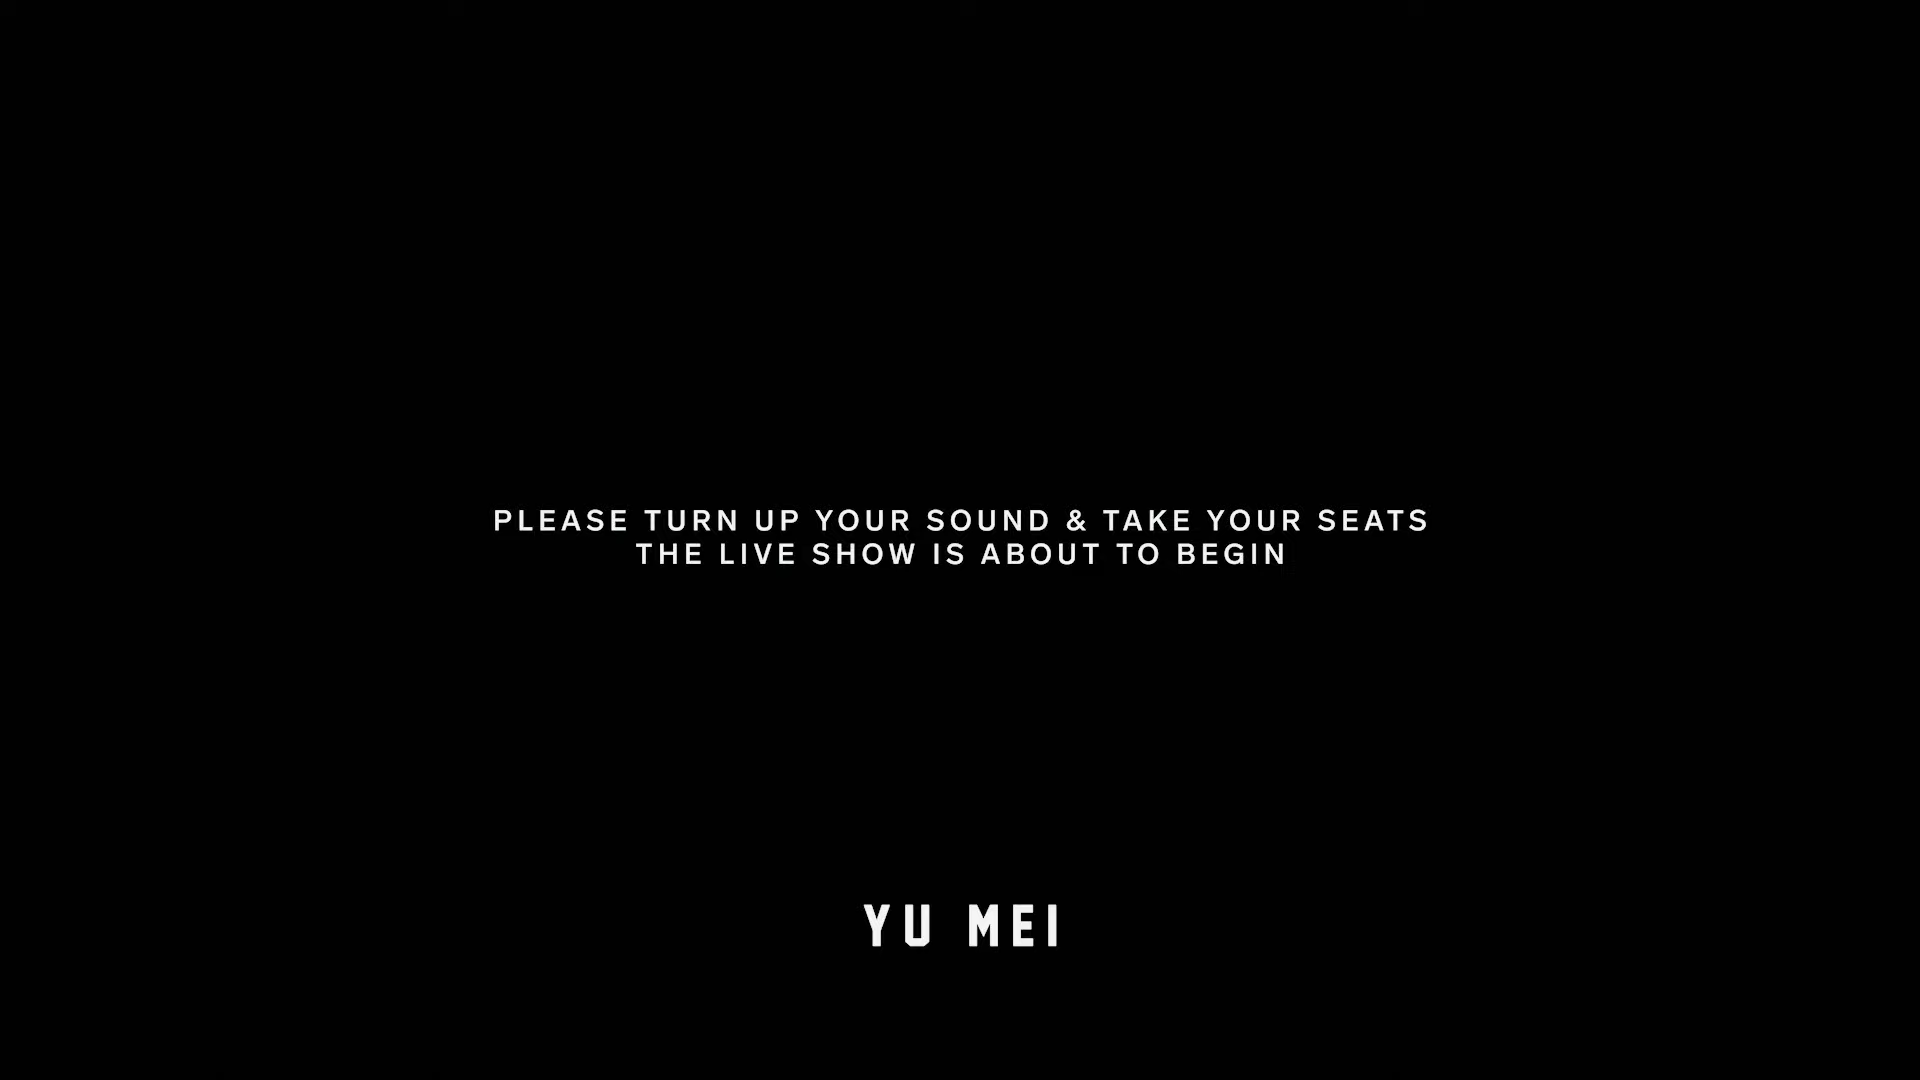 PLEASE TURN UP YOUR SOUND & TAKE YOUR SEATS
THE LIVE SHOW IS ABOUT TO BEGIN
YU MEI